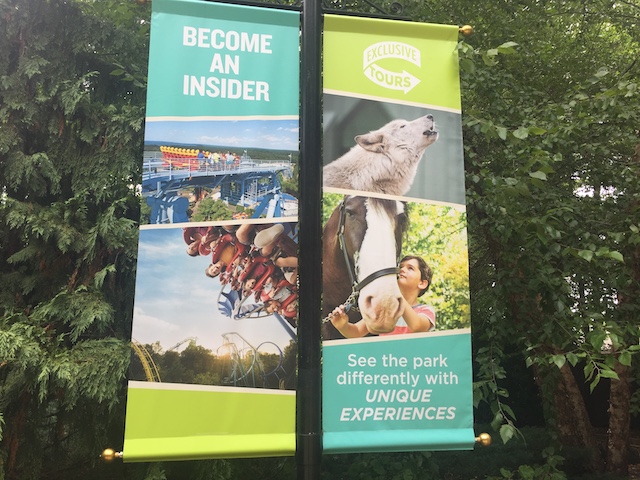 BECOME
AN
INSIDER
EXCLUSIVE
TOURS
See the park
differently with
UNIQUE
EXPERIENCES